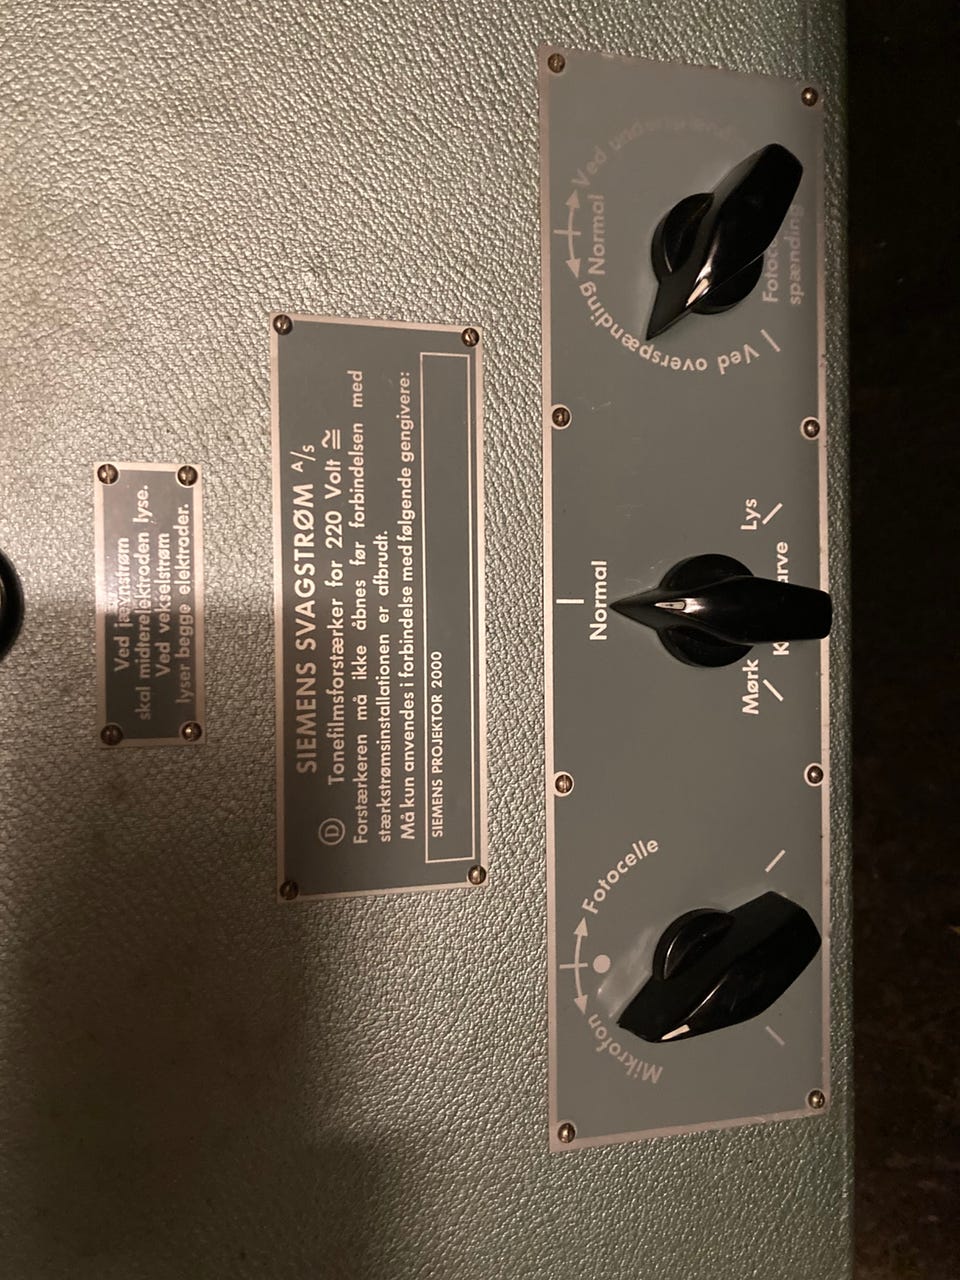 Ved jævnstrøm
skal midterelektroden lyse.
Ved vekselstrøm
lyser begge elektroder.
SIEMENS SVAGSTRØM A/S
Ⓓ Tonefilmsforstærker for 220 Volt ≅
Forstærkeren må ikke åbnes før forbindelsen med
stærkstrømsinstallationen er afbrudt.
Må kun anvendes i forbindelse med følgende gengivere:
SIEMENS PROJEKTOR 2000
Mikrofon
Fotocelle
Normal
Mørk
Lys
Ved overspænding
Normal
Ved
spænding